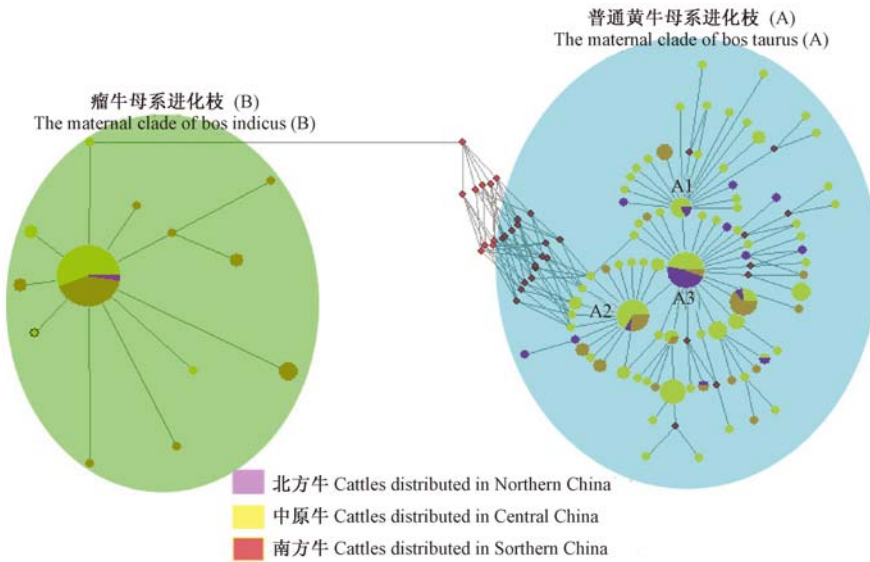 普通黄牛母系进化枝 (A)
The maternal clade of bos taurus (A)
瘤牛母系进化枝 (B)
The maternal clade of bos indicus (B)
A1
A3
A2
北方牛 Cattles distributed in Northern China
中原牛 Cattles distributed in Central China
南方牛 Cattles distributed in Sorthern China